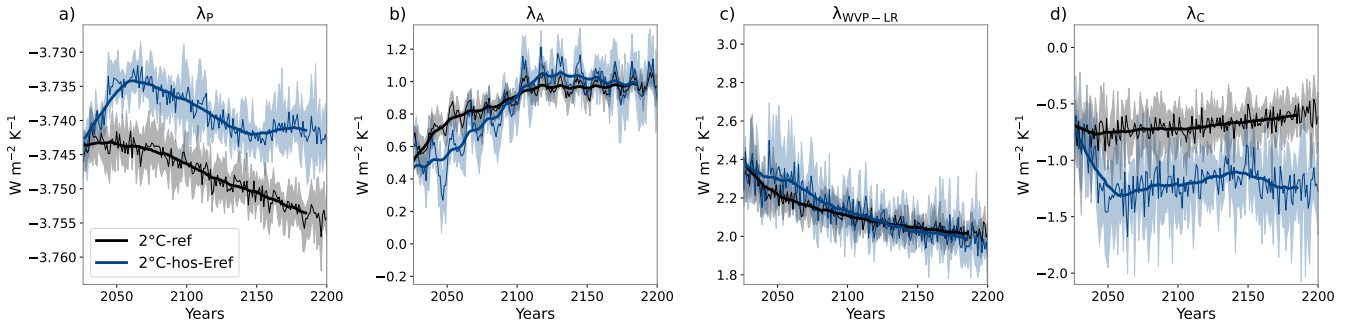 a) λP
−3.730
−3.735
−3.740
−3.745
−3.750
−3.755
−3.760
W m−2 K−1
2°C-ref
2°C-hos-Eref
2050 2100 2150 2200
Years
b) λA
1.2
1.0
0.8
0.6
0.4
0.2
0.0
−0.2
W m−2 K−1
2050 2100 2150 2200
Years
c) λWVP−LR
3.0
2.8
2.6
2.4
2.2
2.0
1.8
W m−2 K−1
2050 2100 2150 2200
Years
d) λC
0.0
−0.5
−1.0
−1.5
−2.0
W m−2 K−1
2050 2100 2150 2200
Years